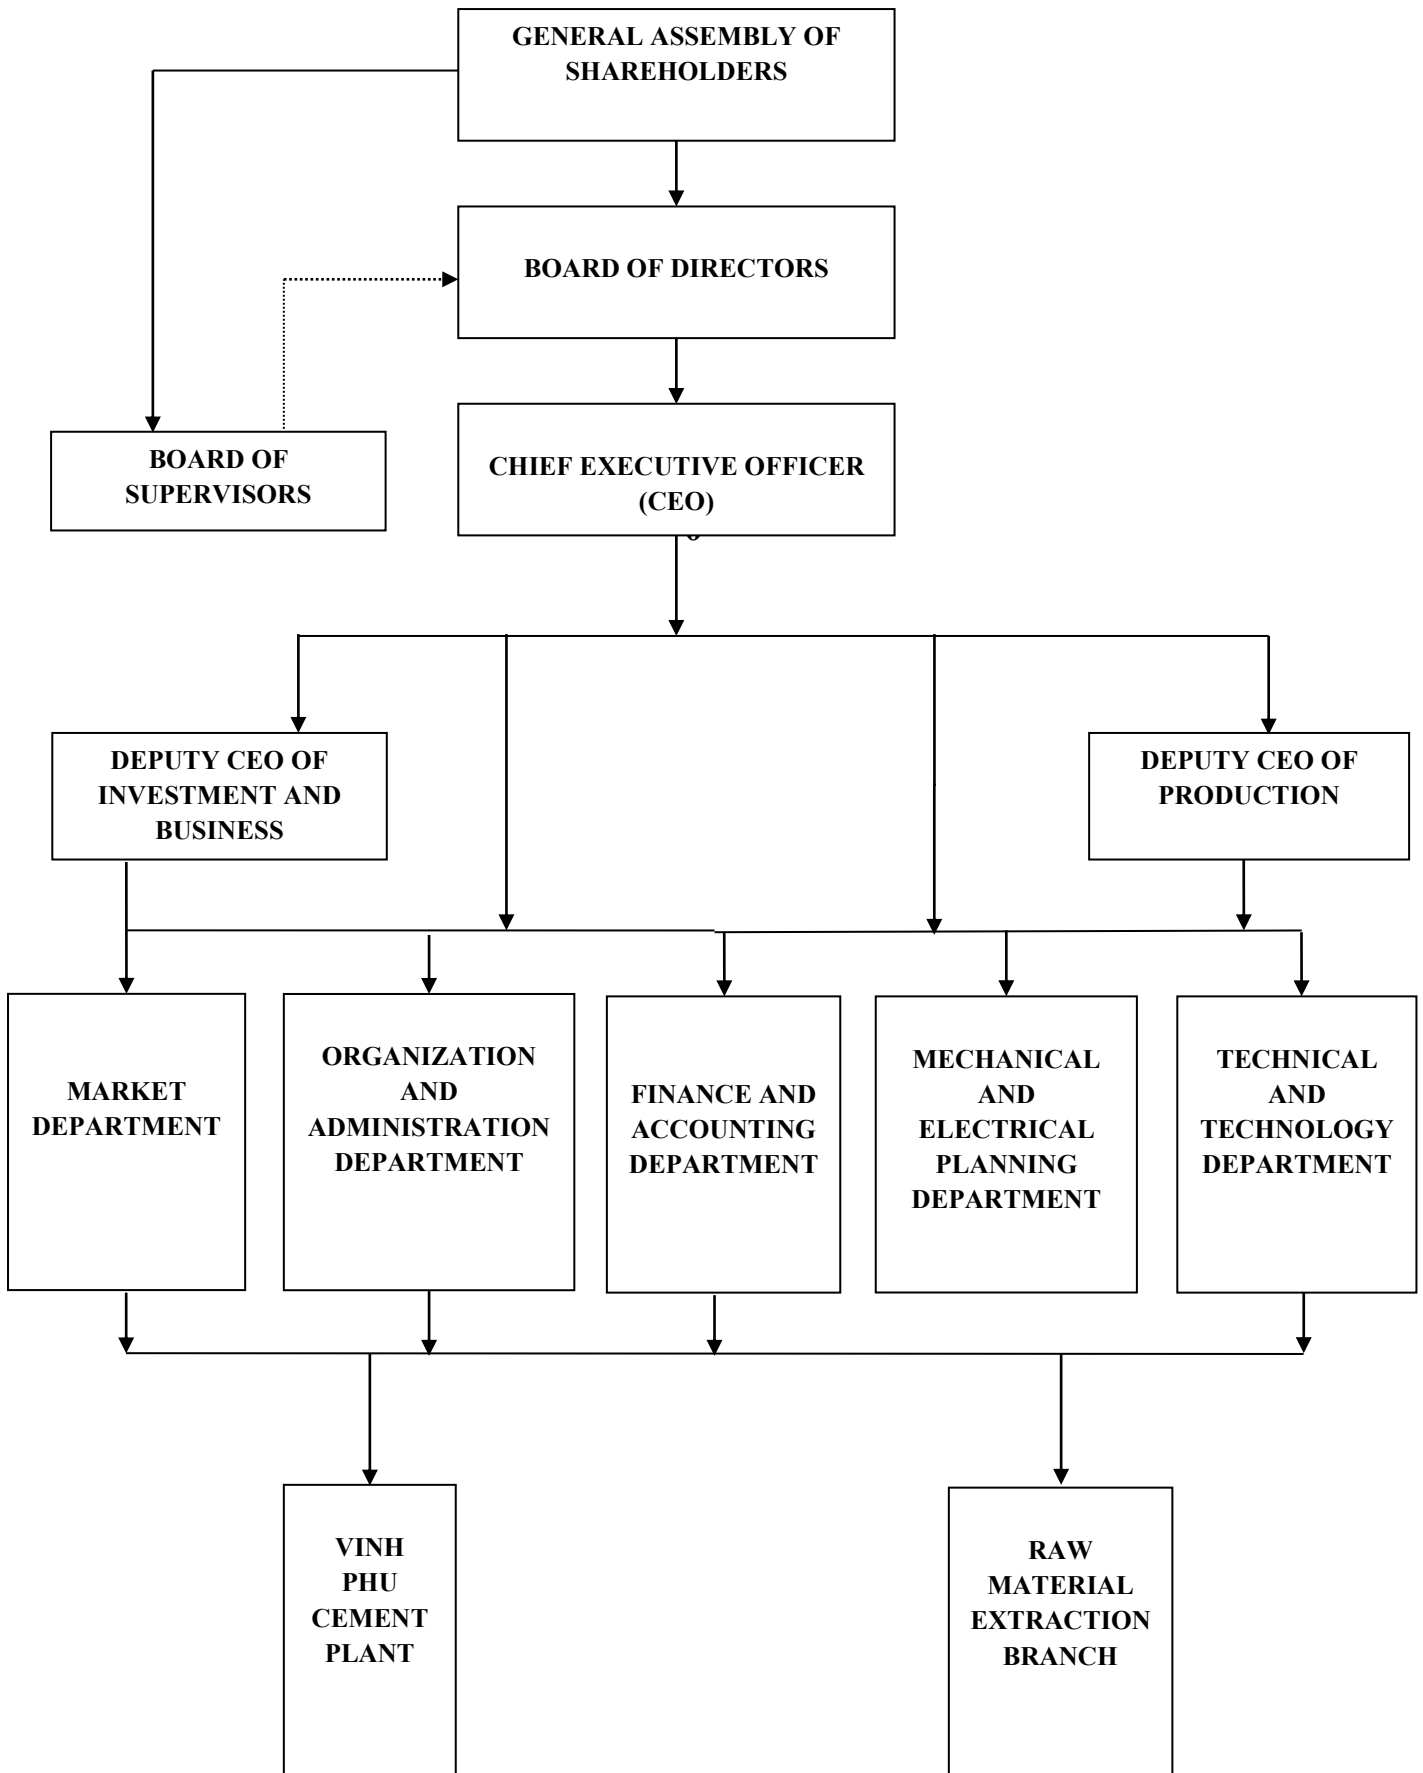 GENERAL ASSEMBLY OF
SHAREHOLDERS
BOARD OF DIRECTORS
BOARD OF
SUPERVISORS
CHIEF EXECUTIVE OFFICER
(CEO)
DEPUTY CEO OF
INVESTMENT AND
BUSINESS
DEPUTY CEO OF
PRODUCTION
MARKET
DEPARTMENT
ORGANIZATION
AND
ADMINISTRATION
DEPARTMENT
FINANCE AND
ACCOUNTING
DEPARTMENT
MECHANICAL
AND
ELECTRICAL
PLANNING
DEPARTMENT
TECHNICAL
AND
TECHNOLOGY
DEPARTMENT
VINH
PHU
CEMENT
PLANT
RAW
MATERIAL
EXTRACTION
BRANCH